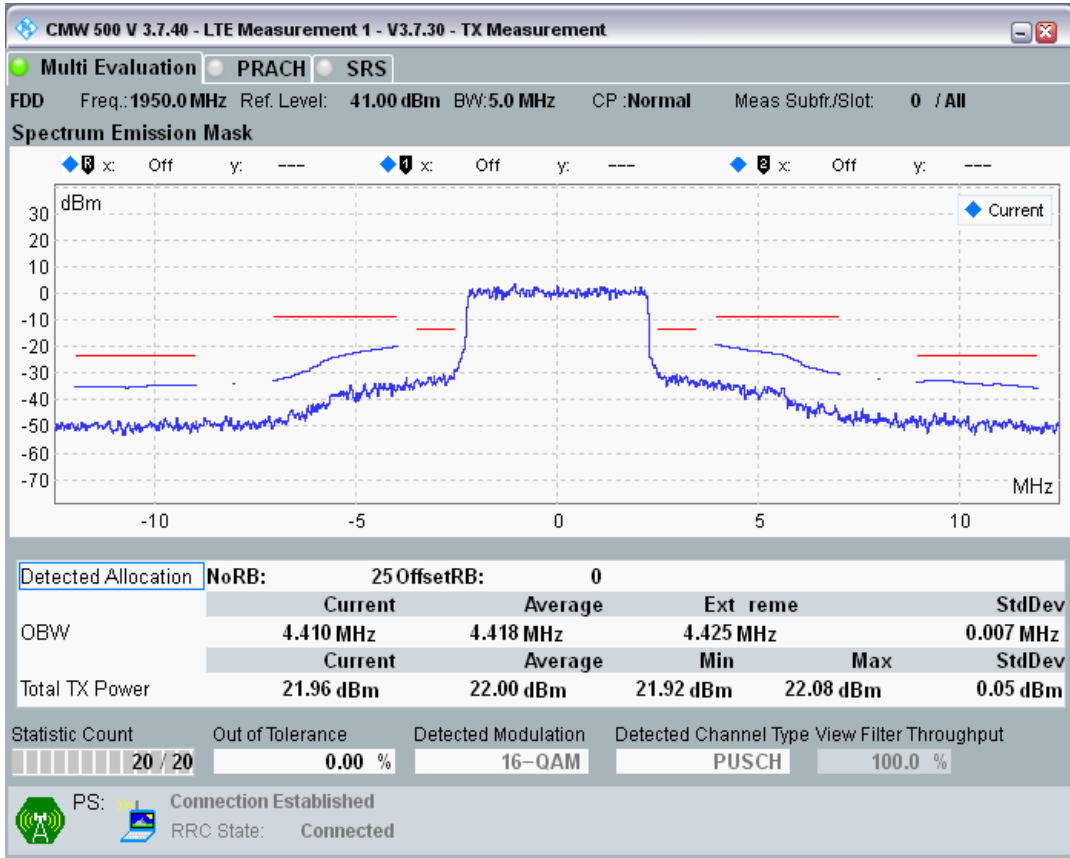 CMW 500 V 3.7.40 - LTE Measurement 1 - V3.7.30 - TX Measurement
Multi Evaluation PRACH SRS
FDD Freq.: 1950.0 MHz Ref. Level: 41.00 dBm BW: 5.0 MHz CP : Normal Meas Subfr./Slot: 0 / All
Spectrum Emission Mask
R x: Off y: --- 1 x: Off y: --- 2 x: Off y: ---
dBm
Current
30
20
10
0
-10
-20
-30
-40
-50
-60
-70
MHz
-10 -5 0 5 10
Detected Allocation NoRB: 25 OffsetRB: 0
Current Average Ext reme StdDev
OBW 4.410 MHz 4.418 MHz 4.425 MHz 0.007 MHz
Current Average Min Max StdDev
Total TX Power 21.96 dBm 22.00 dBm 21.92 dBm 22.08 dBm 0.05 dBm
Statistic Count Out of Tolerance Detected Modulation Detected Channel Type View Filter Throughput
20 / 20 0.00 % 16-QAM PUSCH 100.0 %
PS: Connection Established
RRC State: Connected